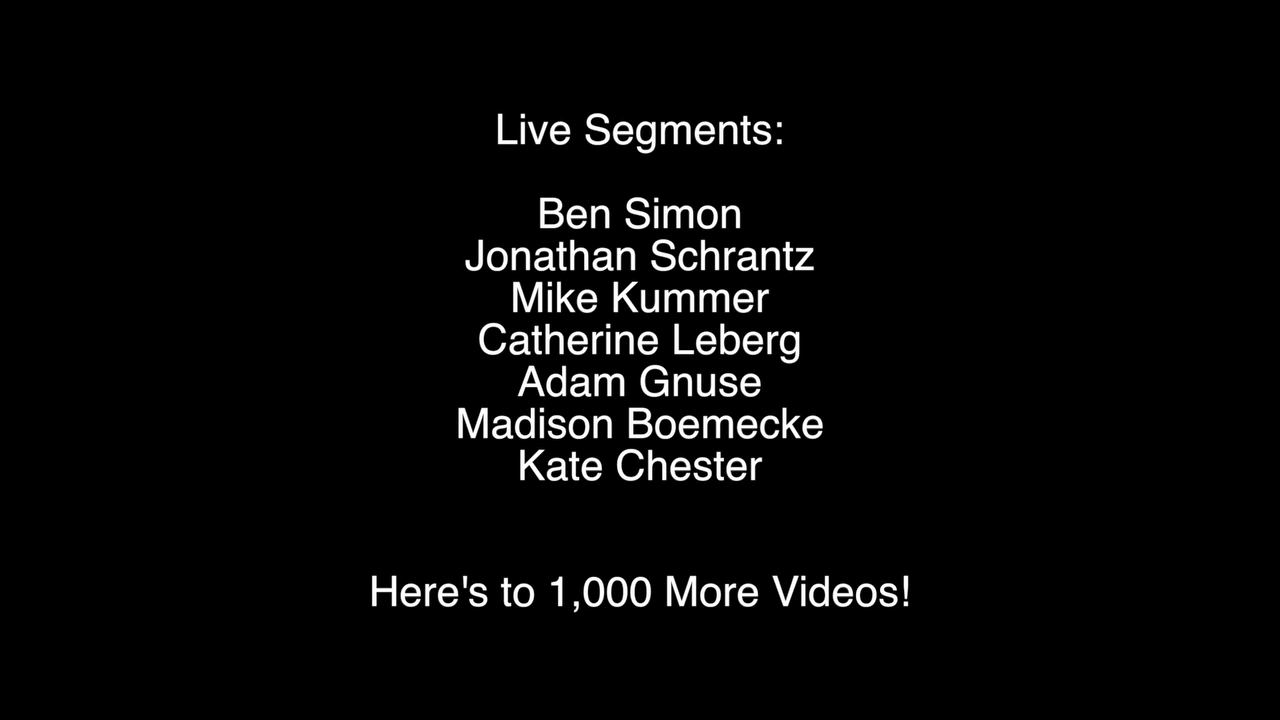 Live Segments:
Ben Simon
Jonathan Schrantz
Mike Kummer
Catherine Leberg
Adam Gnuse
Madison Boemecke
Kate Chester
Here's to 1,000 More Videos!